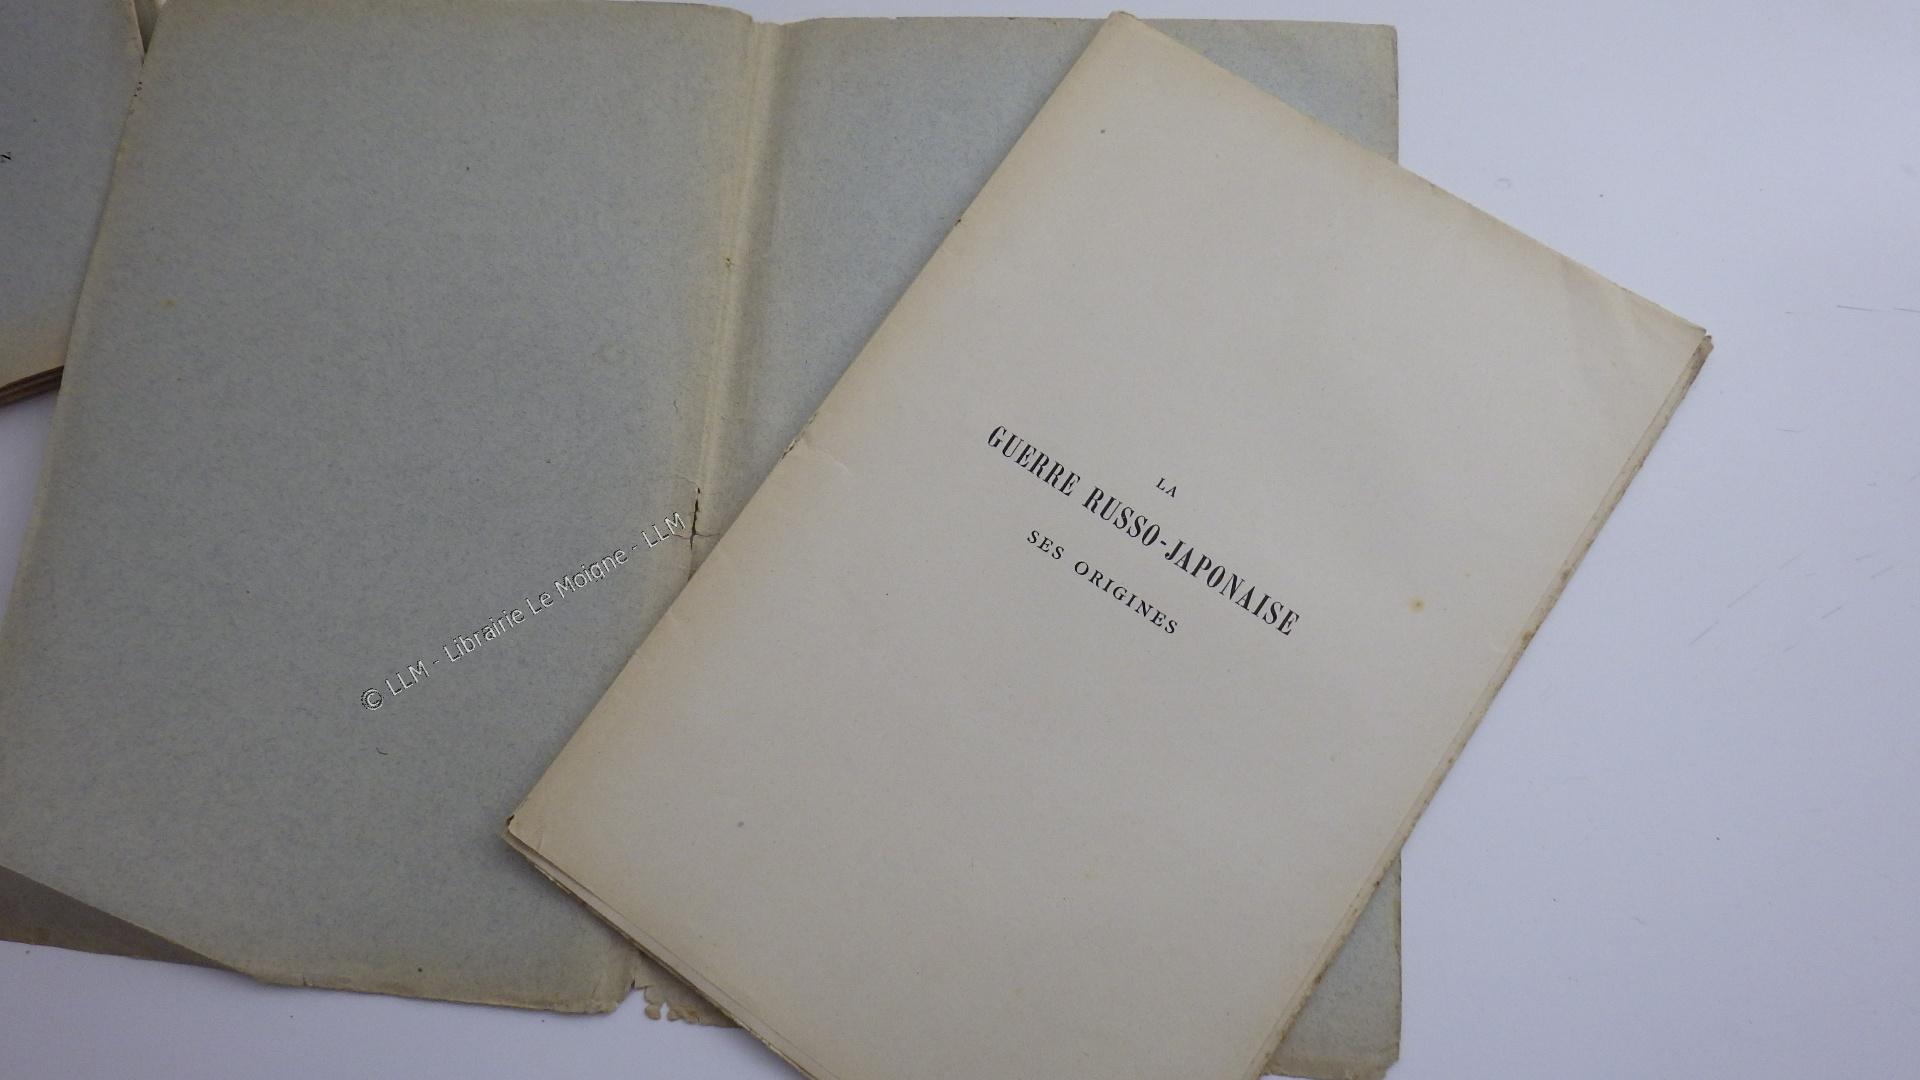 LA
GUERRE RUSSO-JAPONAISE
SES ORIGINES
© LLM - Librairie Le Moigne - LLM